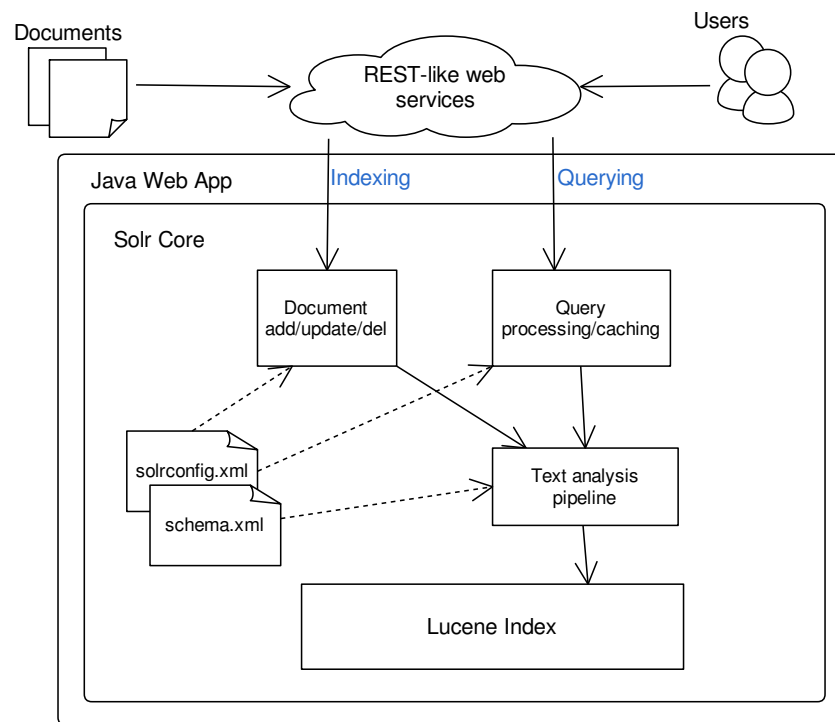 Documents
Users
REST-like web
services
Java Web App
Indexing
Querying
Solr Core
Document
add/update/del
Query
processing/caching
solrconfig.xml
schema.xml
Text analysis
pipeline
Lucene Index